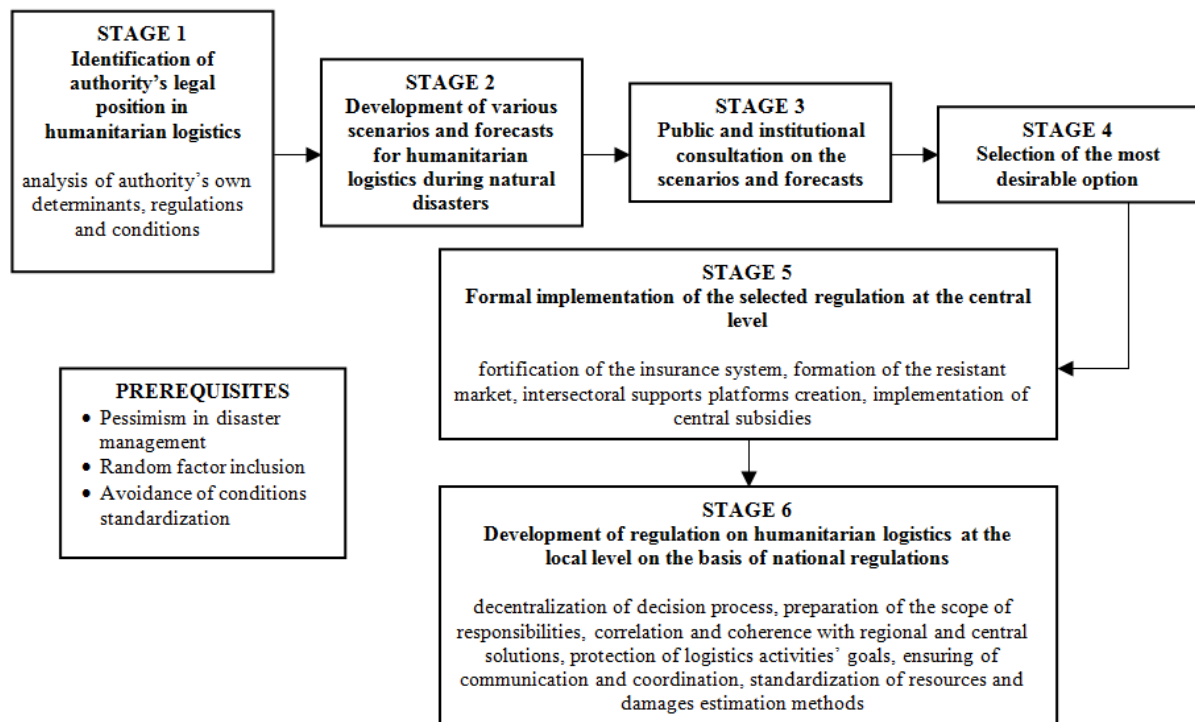 STAGE 1
Identification of
authority’s legal
position in
humanitarian logistics
analysis of authority’s own
determinants, regulations
and conditions
STAGE 2
Development of various
scenarios and forecasts
for humanitarian
logistics during natural
disasters
STAGE 3
Public and institutional
consultation on the
scenarios and forecasts
STAGE 4
Selection of the most
desirable option
STAGE 5
Formal implementation of the selected regulation at the central
level
fortification of the insurance system, formation of the resistant
market, intersectoral supports platforms creation, implementation of
central subsidies
PREREQUISITES
• Pessimism in disaster
management
• Random factor inclusion
• Avoidance of conditions
standardization
STAGE 6
Development of regulation on humanitarian logistics at the
local level on the basis of national regulations
decentralization of decision process, preparation of the scope of
responsibilities, correlation and coherence with regional and central
solutions, protection of logistics activities’ goals, ensuring of
communication and coordination, standardization of resources and
damages estimation methods